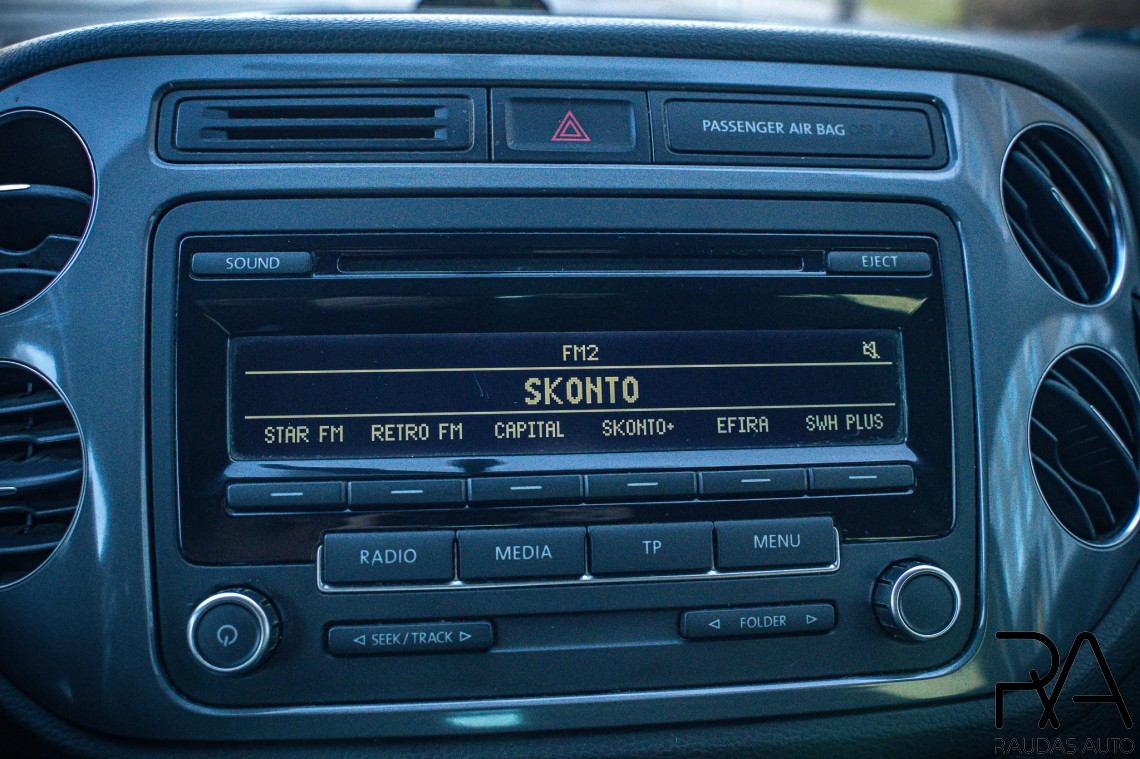 PASSENGER AIR BAG
SOUND
EJECT
FM2
SKONTO
STAR FM RETRO FM CAPITAL SKONTO+ EFIRA SWH PLUS
RADIO MEDIA TP MENU
SEEK/TRACK FOLDER
RA
RAUDAS AUTO